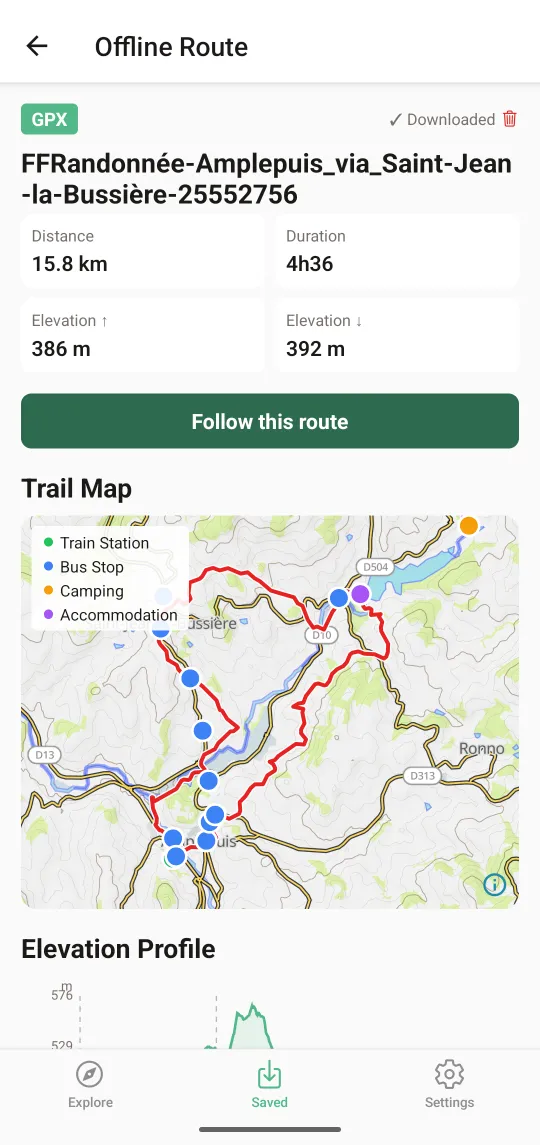 Offline Route
GPX
✓ Downloaded
FFRandonnée-Amplepuis_via_Saint-Jean
-la-Bussière-25552756
Distance
15.8 km
Duration
4h36
Elevation ↑
386 m
Elevation ↓
392 m
Follow this route
Trail Map
Train Station
Bus Stop
Camping
Accommodation
D504
ussière
D10
D13
Ronno
D313
uis
i
Elevation Profile
m
576
529
Explore
Saved
Settings